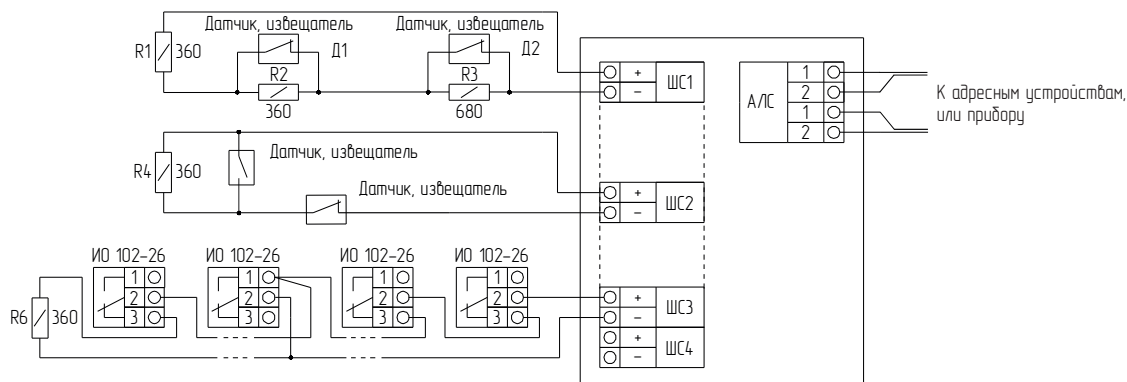 Датчик, извещатель
Датчик, извещатель
R1
360
Д1
Д2
R2
R3
360
680
+
−
ШС1
АЛС
1
2
1
2
К адресным устройствам,
или прибору
R4
360
Датчик, извещатель
Датчик, извещатель
+
−
ШС2
ИО 102-26
ИО 102-26
ИО 102-26
ИО 102-26
1
2
3
1
2
3
1
2
3
1
2
3
R6
360
+
−
ШС3
+
−
ШС4